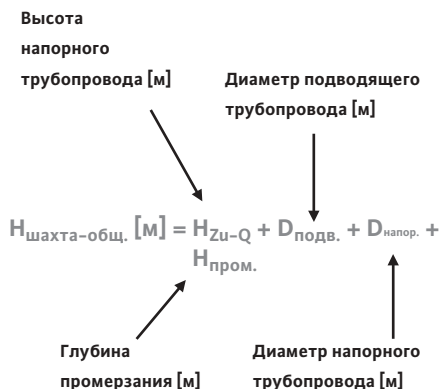 Высота
напорного
трубопровода [м]
Диаметр подводящего
трубопровода [м]
Hшахта-общ. [м] = HZu-Q + Dподв. + Dнапор. +
Hпром.
Глубина
промерзания [м]
Диаметр напорного
трубопровода [м]